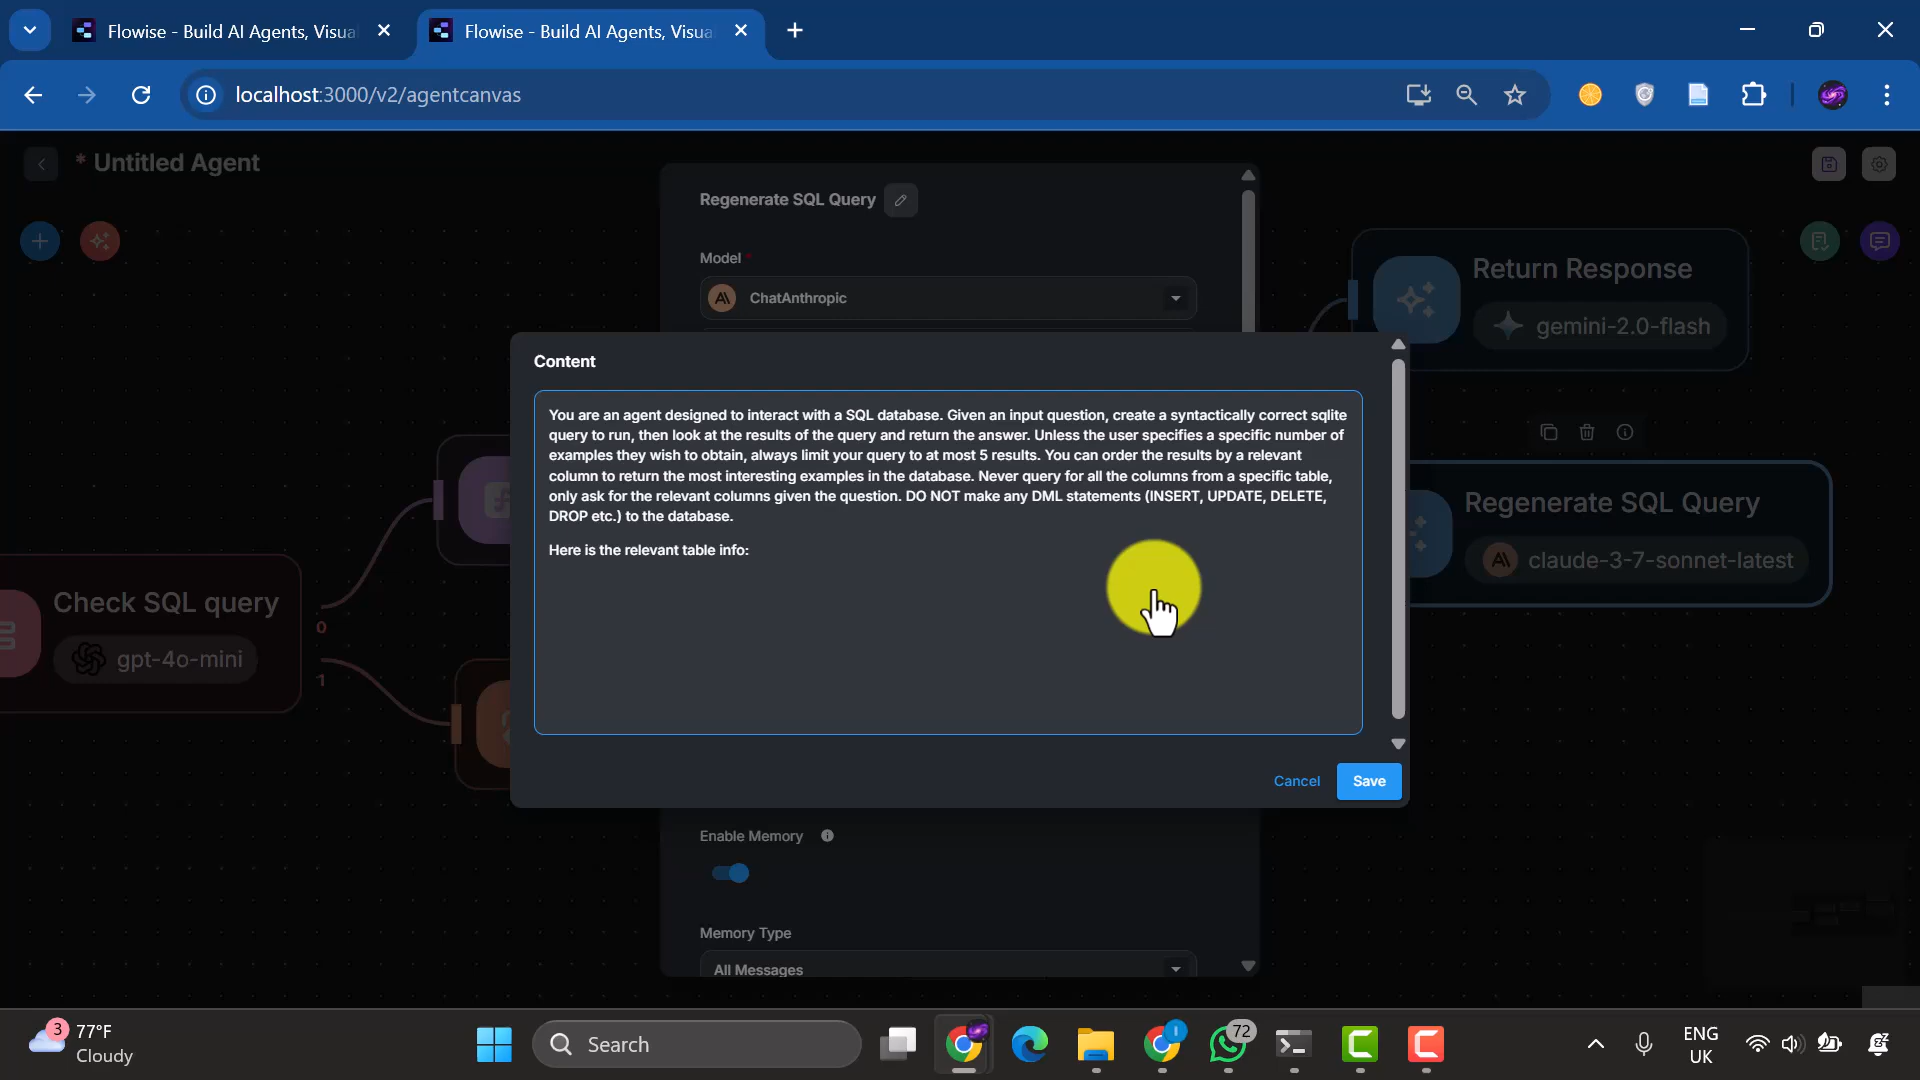 Flowise - Build AI Agents, Visua
Flowise - Build AI Agents, Visua
localhost:3000/v2/agentcanvas
* Untitled Agent
Regenerate SQL Query
Model *
ChatAnthropic
Return Response
gemini-2.0-flash
Content
You are an agent designed to interact with a SQL database. Given an input question, create a syntactically correct sqlite
query to run, then look at the results of the query and return the answer. Unless the user specifies a specific number of
examples they wish to obtain, always limit your query to at most 5 results. You can order the results by a relevant
column to return the most interesting examples in the database. Never query for all the columns from a specific table,
only ask for the relevant columns given the question. DO NOT make any DML statements (INSERT, UPDATE, DELETE,
DROP etc.) to the database.
Here is the relevant table info:
Regenerate SQL Query
claude-3-7-sonnet-latest
Check SQL query
gpt-4o-mini
0
1
Cancel
Save
Enable Memory
Memory Type
All Messages
3
77°F
Cloudy
Search
72
ENG
UK